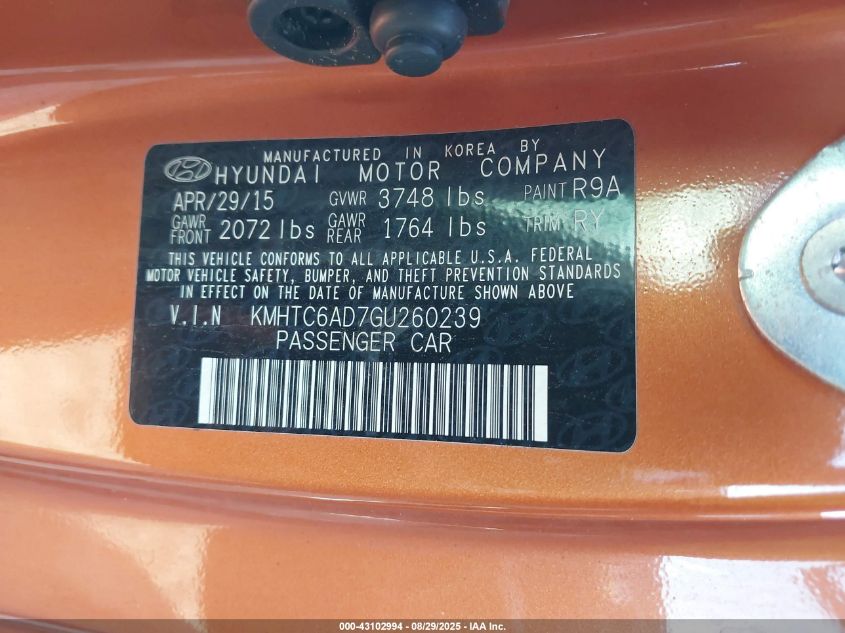 MANUFACTURED IN KOREA BY
HYUNDAI MOTOR COMPANY
APR/29/15 GVWR 3748 lbs PAINT R9A
GAWR FRONT 2072 lbs GAWR REAR 1764 lbs TRIM RY
THIS VEHICLE CONFORMS TO ALL APPLICABLE U.S.A. FEDERAL
MOTOR VEHICLE SAFETY, BUMPER, AND THEFT PREVENTION STANDARDS
IN EFFECT ON THE DATE OF MANUFACTURE SHOWN ABOVE
V.I.N KMHTC6AD7GU260239
PASSENGER CAR
000-43102994 - 08/29/2025 - IAA Inc.